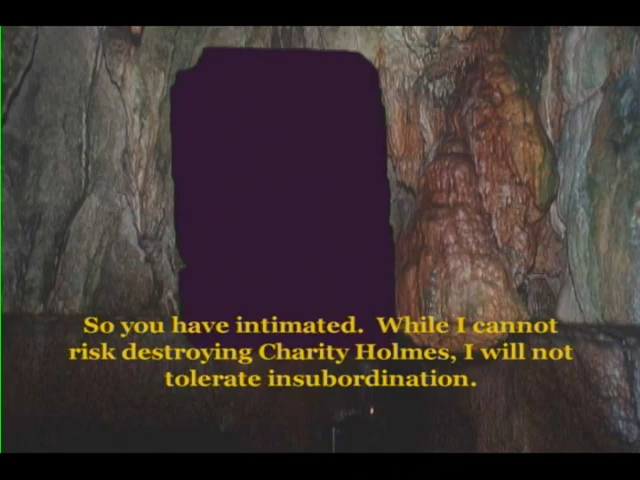 So you have intimated.  While I cannot
risk destroying Charity Holmes, I will not
tolerate insubordination.